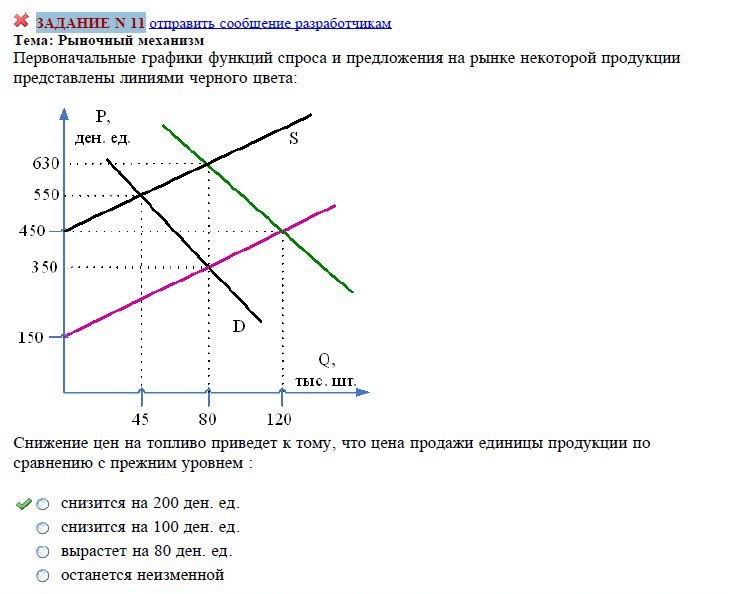 ЗАДАНИЕ N 11 отправить сообщение разработчикам
Тема: Рыночный механизм
Первоначальные графики функций спроса и предложения на рынке некоторой продукции
представлены линиями черного цвета:
P,
ден. ед.
S
630
550
450
350
150
D
Q,
тыс. шт.
45 80 120
Снижение цен на топливо приведет к тому, что цена продажи единицы продукции по
сравнению с прежним уровнем :
снизится на 200 ден. ед.
снизится на 100 ден. ед.
вырастет на 80 ден. ед.
останется неизменной